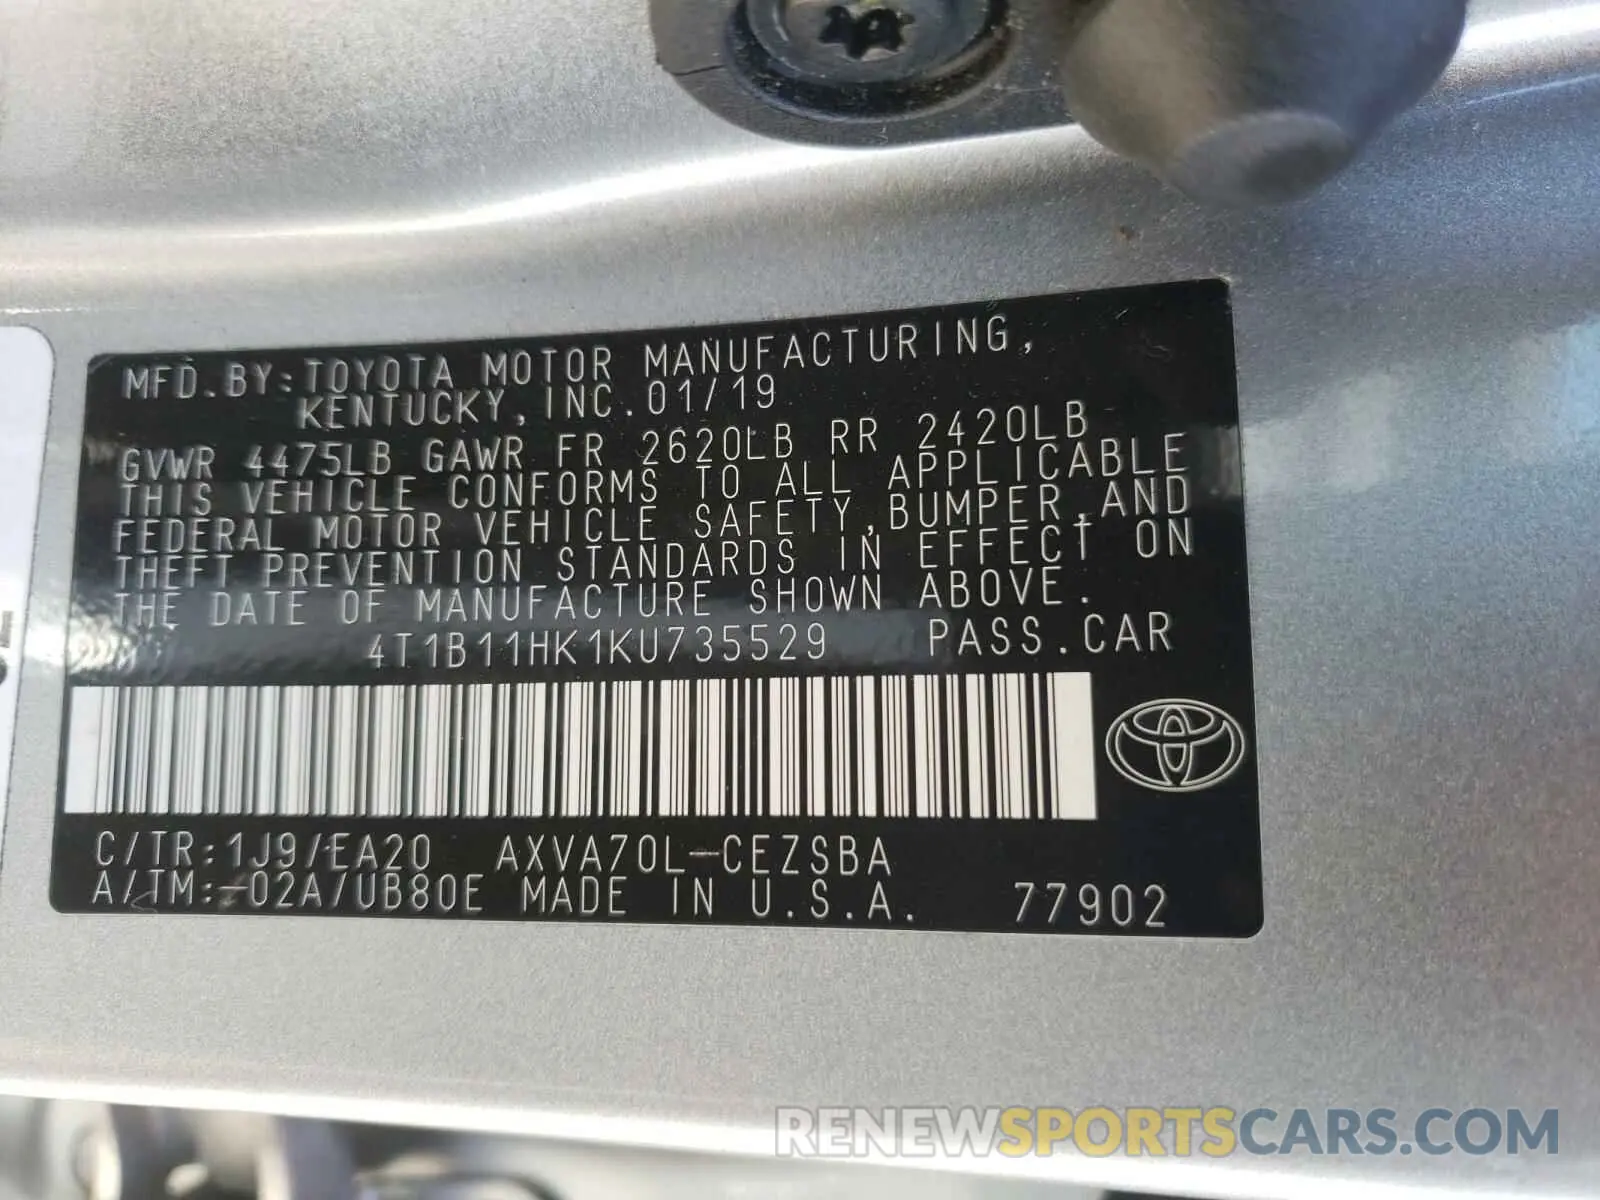 MFD.BY:TOYOTA MOTOR MANUFACTURING,
KENTUCKY, INC.01/19
GVWR 4475LB GAWR FR 2620LB RR 2420LB
THIS VEHICLE CONFORMS TO ALL APPLICABLE
FEDERAL MOTOR VEHICLE SAFETY,BUMPER,AND
THEFT PREVENTION STANDARDS IN EFFECT ON
THE DATE OF MANUFACTURE SHOWN ABOVE.
4T1B11HK1KU735529 PASS.CAR
C/TR:1J9/EA20 AXVA70L-CEZSBA
A/TM:-02A/UB80E MADE IN U.S.A. 77902
RENEWSPORTSCARS.COM